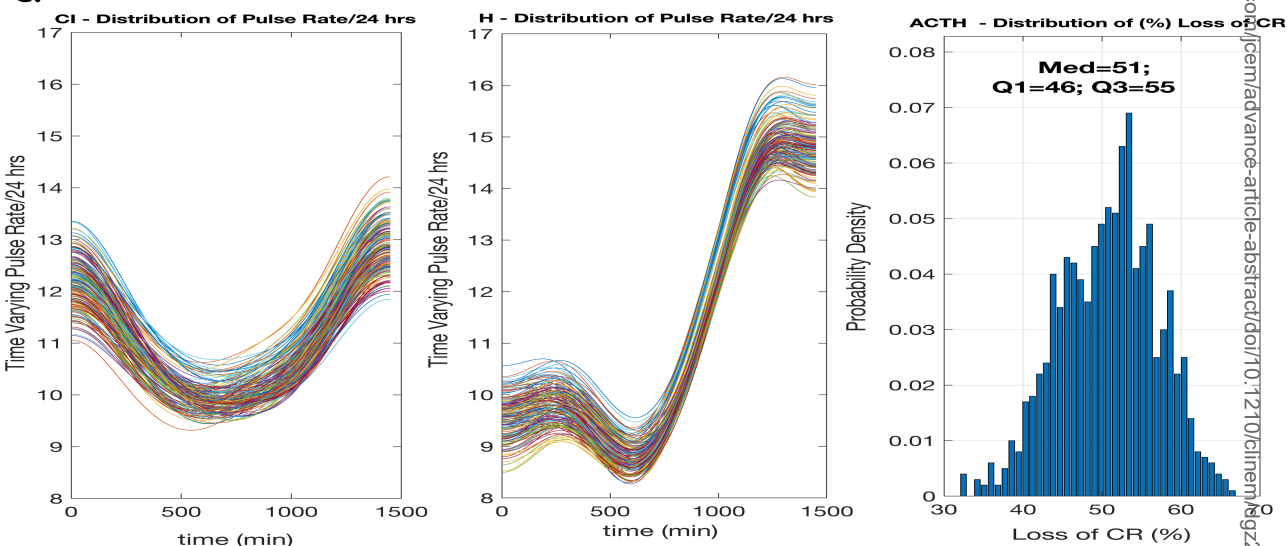 CI - Distribution of Pulse Rate/24 hrs
Time Varying Pulse Rate/24 hrs
17
16
15
14
13
12
11
10
9
8
0 500 1000 1500
time (min)
H - Distribution of Pulse Rate/24 hrs
Time Varying Pulse Rate/24 hrs
17
16
15
14
13
12
11
10
9
8
0 500 1000 1500
time (min)
ACTH - Distribution of (%) Loss of CR
Med=51;
Q1=46; Q3=55
Probability Density
0.08
0.07
0.06
0.05
0.04
0.03
0.02
0.01
0
30 40 50 60 70
Loss of CR (%)
com/jcem/advance-article-abstract/doi/10.1210/clinem/dgz2